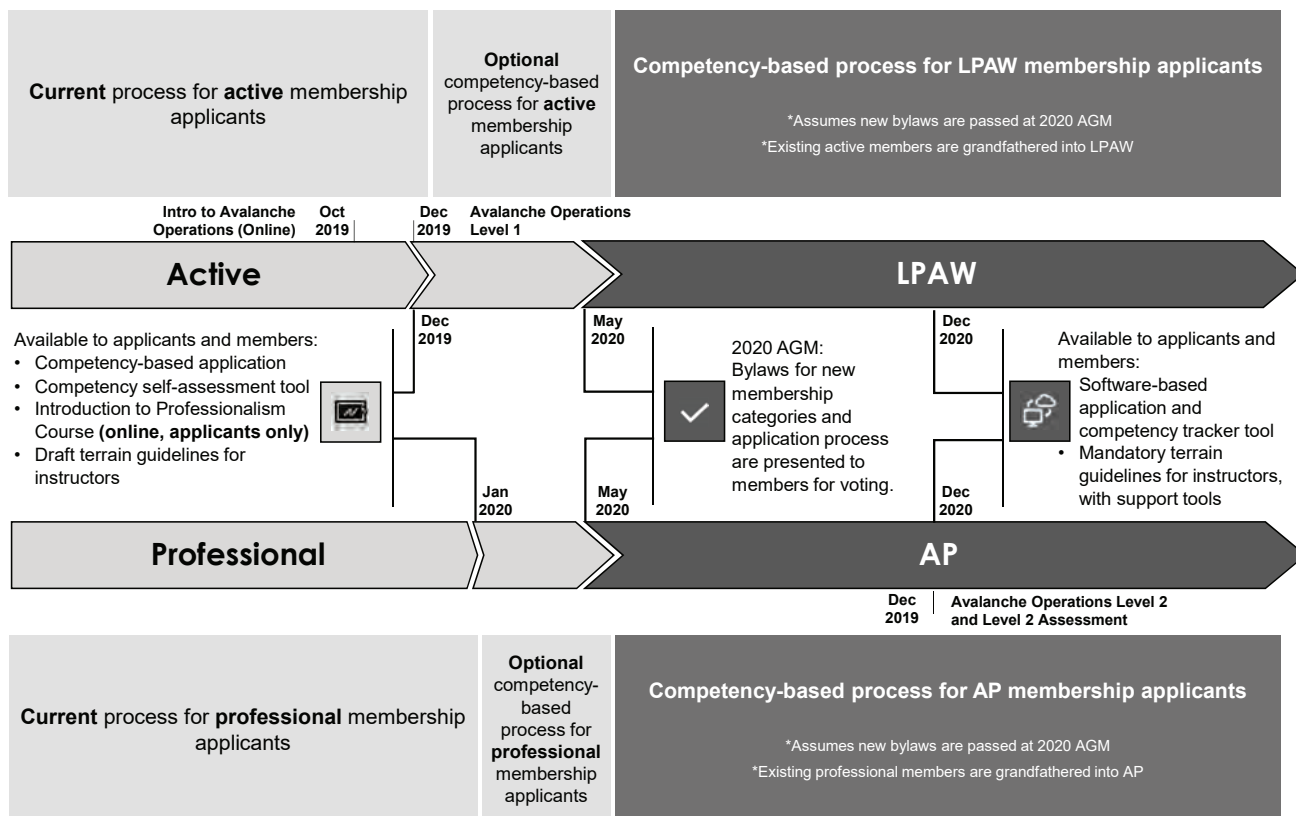 Current process for active membership
applicants
Optional
competency-based
process for active
membership
applicants
Competency-based process for LPAW membership applicants
*Assumes new bylaws are passed at 2020 AGM
*Existing active members are grandfathered into LPAW
Intro to Avalanche
Operations (Online)
Oct
2019
Dec
2019
Avalanche Operations
Level 1
Active
LPAW
Available to applicants and members:
• Competency-based application
• Competency self-assessment tool
• Introduction to Professionalism
Course (online, applicants only)
• Draft terrain guidelines for
instructors
Dec
2019
Jan
2020
May
2020
May
2020
2020 AGM:
Bylaws for new
membership
categories and
application process
are presented to
members for voting.
Dec
2020
Dec
2020
Available to applicants and
members:
• Software-based
application and
competency tracker tool
• Mandatory terrain
guidelines for instructors,
with support tools
Professional
AP
Dec
2019
Avalanche Operations Level 2
and Level 2 Assessment
Current process for professional membership
applicants
Optional
competency-
based
process for
professional
membership
applicants
Competency-based process for AP membership applicants
*Assumes new bylaws are passed at 2020 AGM
*Existing professional members are grandfathered into AP